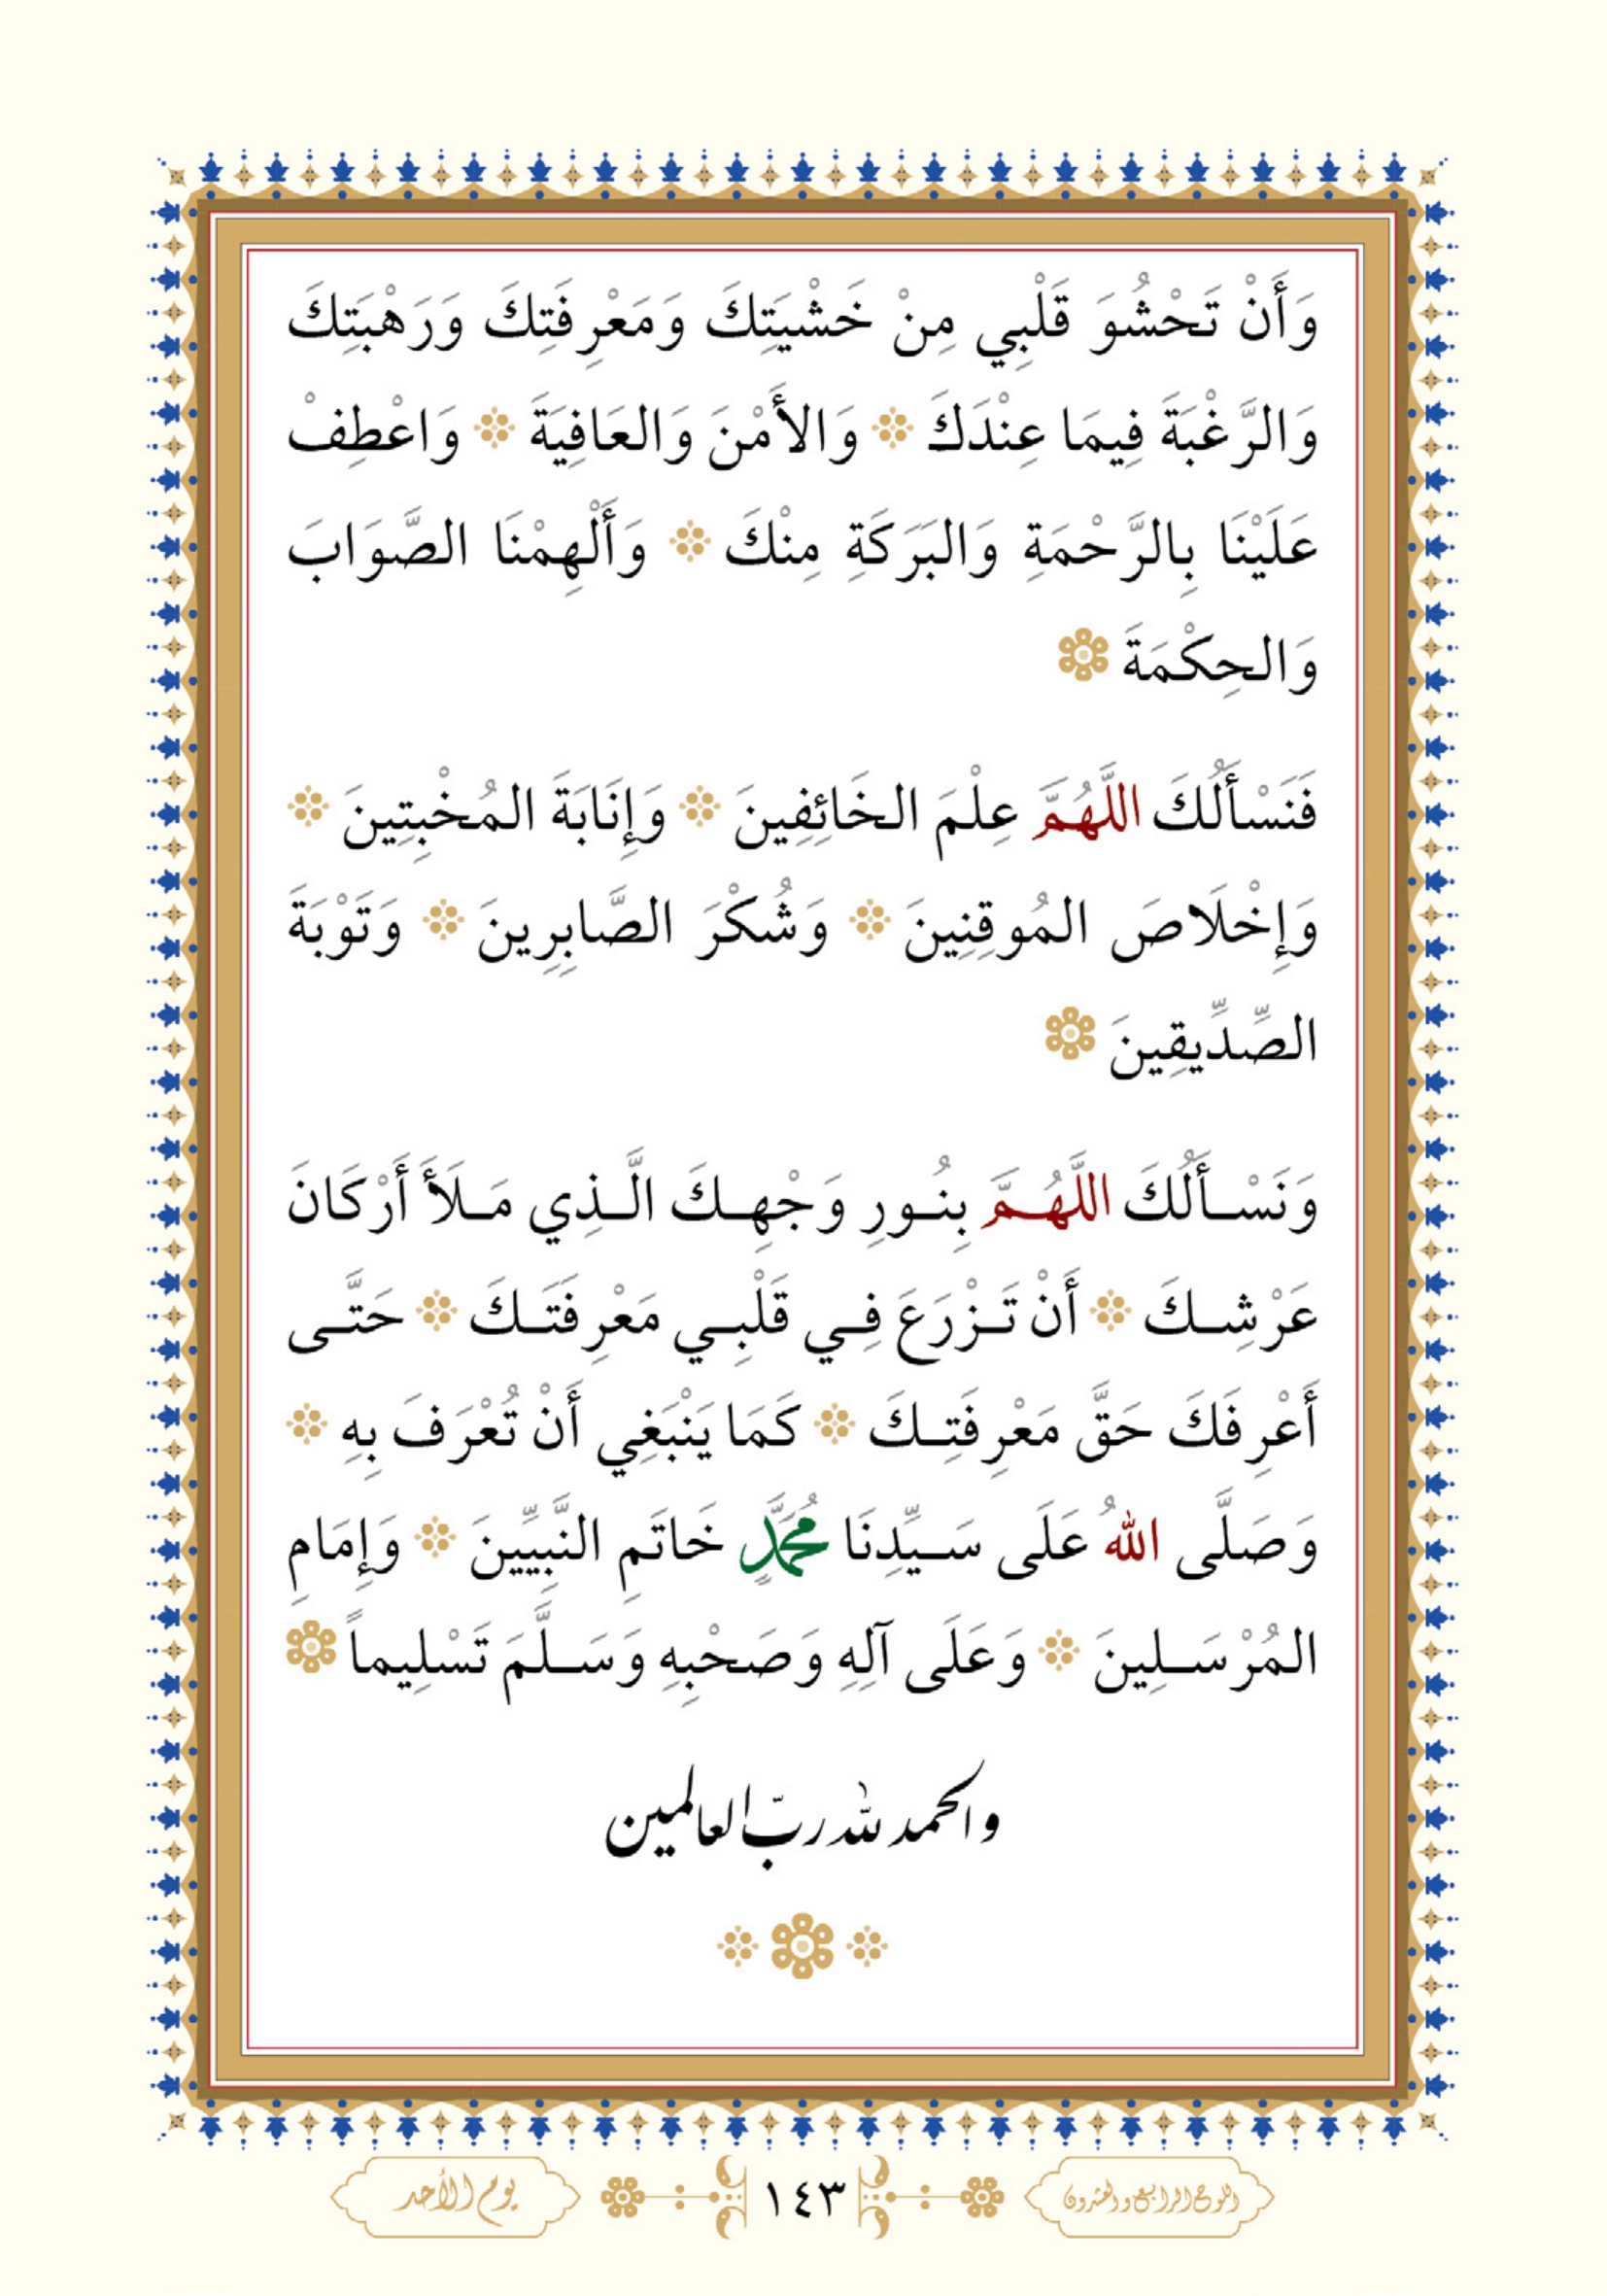 وَأَنْ تَحْشُوَ قَلْبِي مِنْ خَشْيَتِكَ وَمَعْرِفَتِكَ وَرَهْبَتِكَ
وَالرَّغْبَةَ فِيمَا عِنْدَكَ وَالأَمْنَ وَالعَافِيَةَ وَاعْطِفْ
عَلَيْنَا بِالرَّحْمَةِ وَالبَرَكَةِ مِنْكَ وَأَلْهِمْنَا الصَّوَابَ
وَالحِكْمَةَ
فَنَسْأَلُكَ اللَّهُمَّ عِلْمَ الخَائِفِينَ وَإِنَابَةَ المُخْبِتِينَ
وَإِخْلَاصَ المُوقِنِينَ وَشُكْرَ الصَّابِرِينَ وَتَوْبَةَ
الصِّدِّيقِينَ
وَنَسْأَلُكَ اللَّهُمَّ بِنُورِ وَجْهِكَ الَّذِي مَلَأَ أَرْكَانَ
عَرْشِكَ أَنْ تَزْرَعَ فِي قَلْبِي مَعْرِفَتَكَ حَتَّى
أَعْرِفَكَ حَقَّ مَعْرِفَتِكَ كَمَا يَنْبَغِي أَنْ تُعْرَفَ بِهِ
وَصَلَّى اللهُ عَلَى سَيِّدِنَا مُحَمَّدٍ خَاتَمِ النَّبِيِّينَ وَإِمَامِ
المُرْسَلِينَ وَعَلَى آلِهِ وَصَحْبِهِ وَسَلَّمَ تَسْلِيماً
والحمد لله ربّ العالمين
اللوح الرابع والعشرون ١٤٣ يوم الأحد